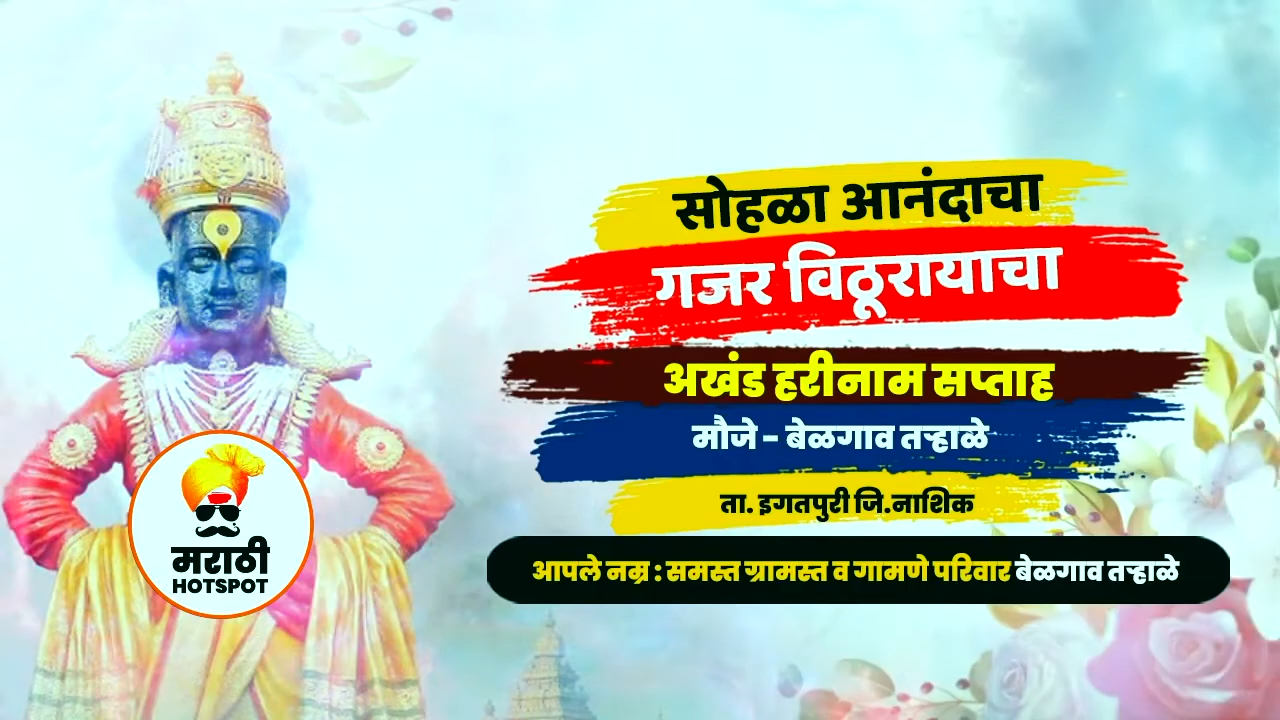 सोहळा आनंदाचा
गजर विठूरायाचा
अखंड हरीनाम सप्ताह
मौजे - बेळगाव तऱ्हाळे
ता. इगतपुरी जि.नाशिक
आपले नम्र : समस्त ग्रामस्त व गामणे परिवार बेळगाव तऱ्हाळे
मराठी
HOTSPOT